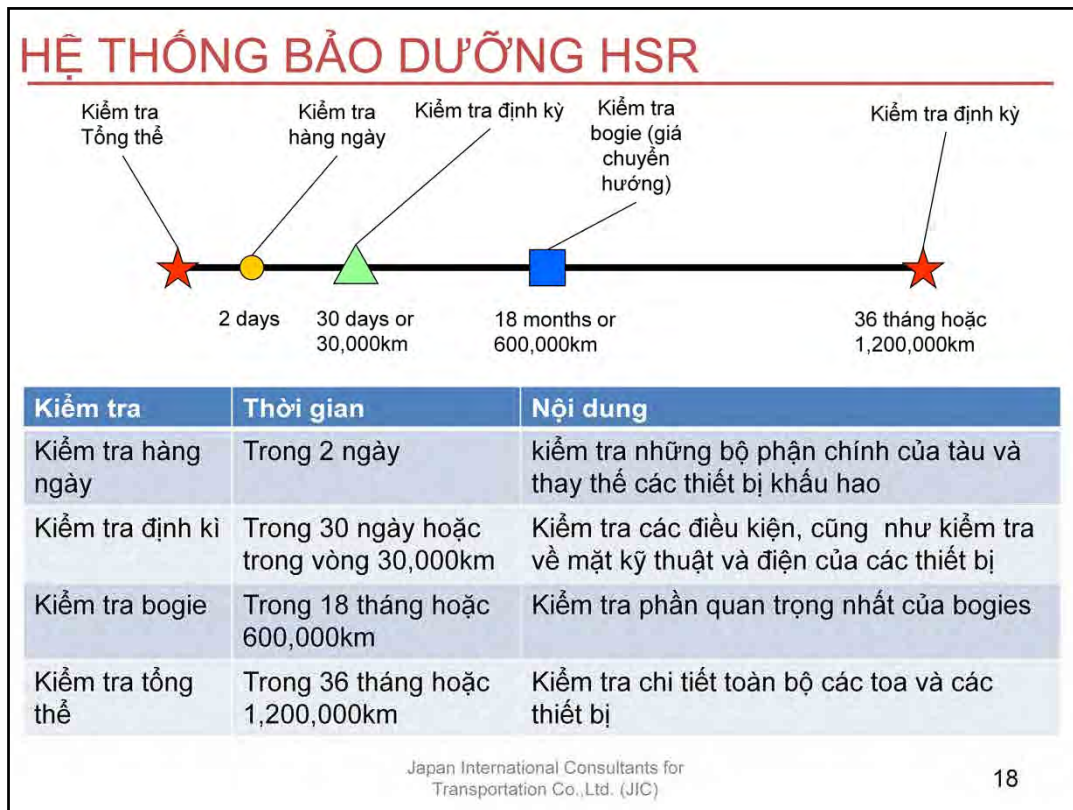 HỆ THỐNG BẢO DƯỠNG HSR
Kiểm tra
Tổng thể
Kiểm tra
hàng ngày
Kiểm tra định kỳ
Kiểm tra
bogie (giá
chuyển
hướng)
Kiểm tra định kỳ
2 days
30 days or
30,000km
18 months or
600,000km
36 tháng hoặc
1,200,000km
Kiểm tra Thời gian Nội dung
Kiểm tra hàng Trong 2 ngày kiểm tra những bộ phận chính của tàu và
ngày thay thế các thiết bị khấu hao
Kiểm tra định kì Trong 30 ngày hoặc Kiểm tra các điều kiện, cũng như kiểm tra
trong vòng 30,000km về mặt kỹ thuật và điện của các thiết bị
Kiểm tra bogie Trong 18 tháng hoặc Kiểm tra phần quan trọng nhất của bogies
600,000km
Kiểm tra tổng Trong 36 tháng hoặc Kiểm tra chi tiết toàn bộ các toa và các
thể 1,200,000km thiết bị
Japan International Consultants for
Transportation Co.,Ltd. (JIC)
18